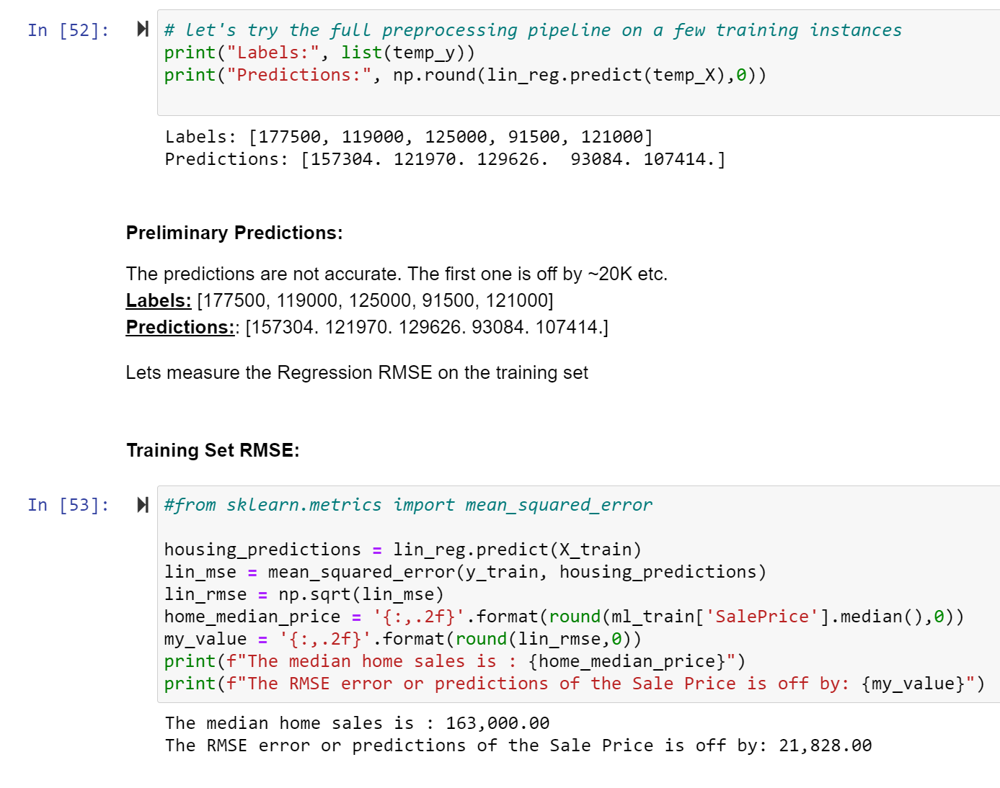 In [52]:
# let's try the full preprocessing pipeline on a few training instances
print("Labels:", list(temp_y))
print("Predictions:", np.round(lin_reg.predict(temp_X),0))
Labels: [177500, 119000, 125000, 91500, 121000]
Predictions: [157304. 121970. 129626.  93084. 107414.]
Preliminary Predictions:
The predictions are not accurate. The first one is off by ~20K etc.
Labels: [177500, 119000, 125000, 91500, 121000]
Predictions:: [157304. 121970. 129626. 93084. 107414.]
Lets measure the Regression RMSE on the training set
Training Set RMSE:
In [53]:
#from sklearn.metrics import mean_squared_error
housing_predictions = lin_reg.predict(X_train)
lin_mse = mean_squared_error(y_train, housing_predictions)
lin_rmse = np.sqrt(lin_mse)
home_median_price = '{:,.2f}'.format(round(ml_train['SalePrice'].median(),0))
my_value = '{:,.2f}'.format(round(lin_rmse,0))
print(f"The median home sales is : {home_median_price}")
print(f"The RMSE error or predictions of the Sale Price is off by: {my_value}")
The median home sales is : 163,000.00
The RMSE error or predictions of the Sale Price is off by: 21,828.00